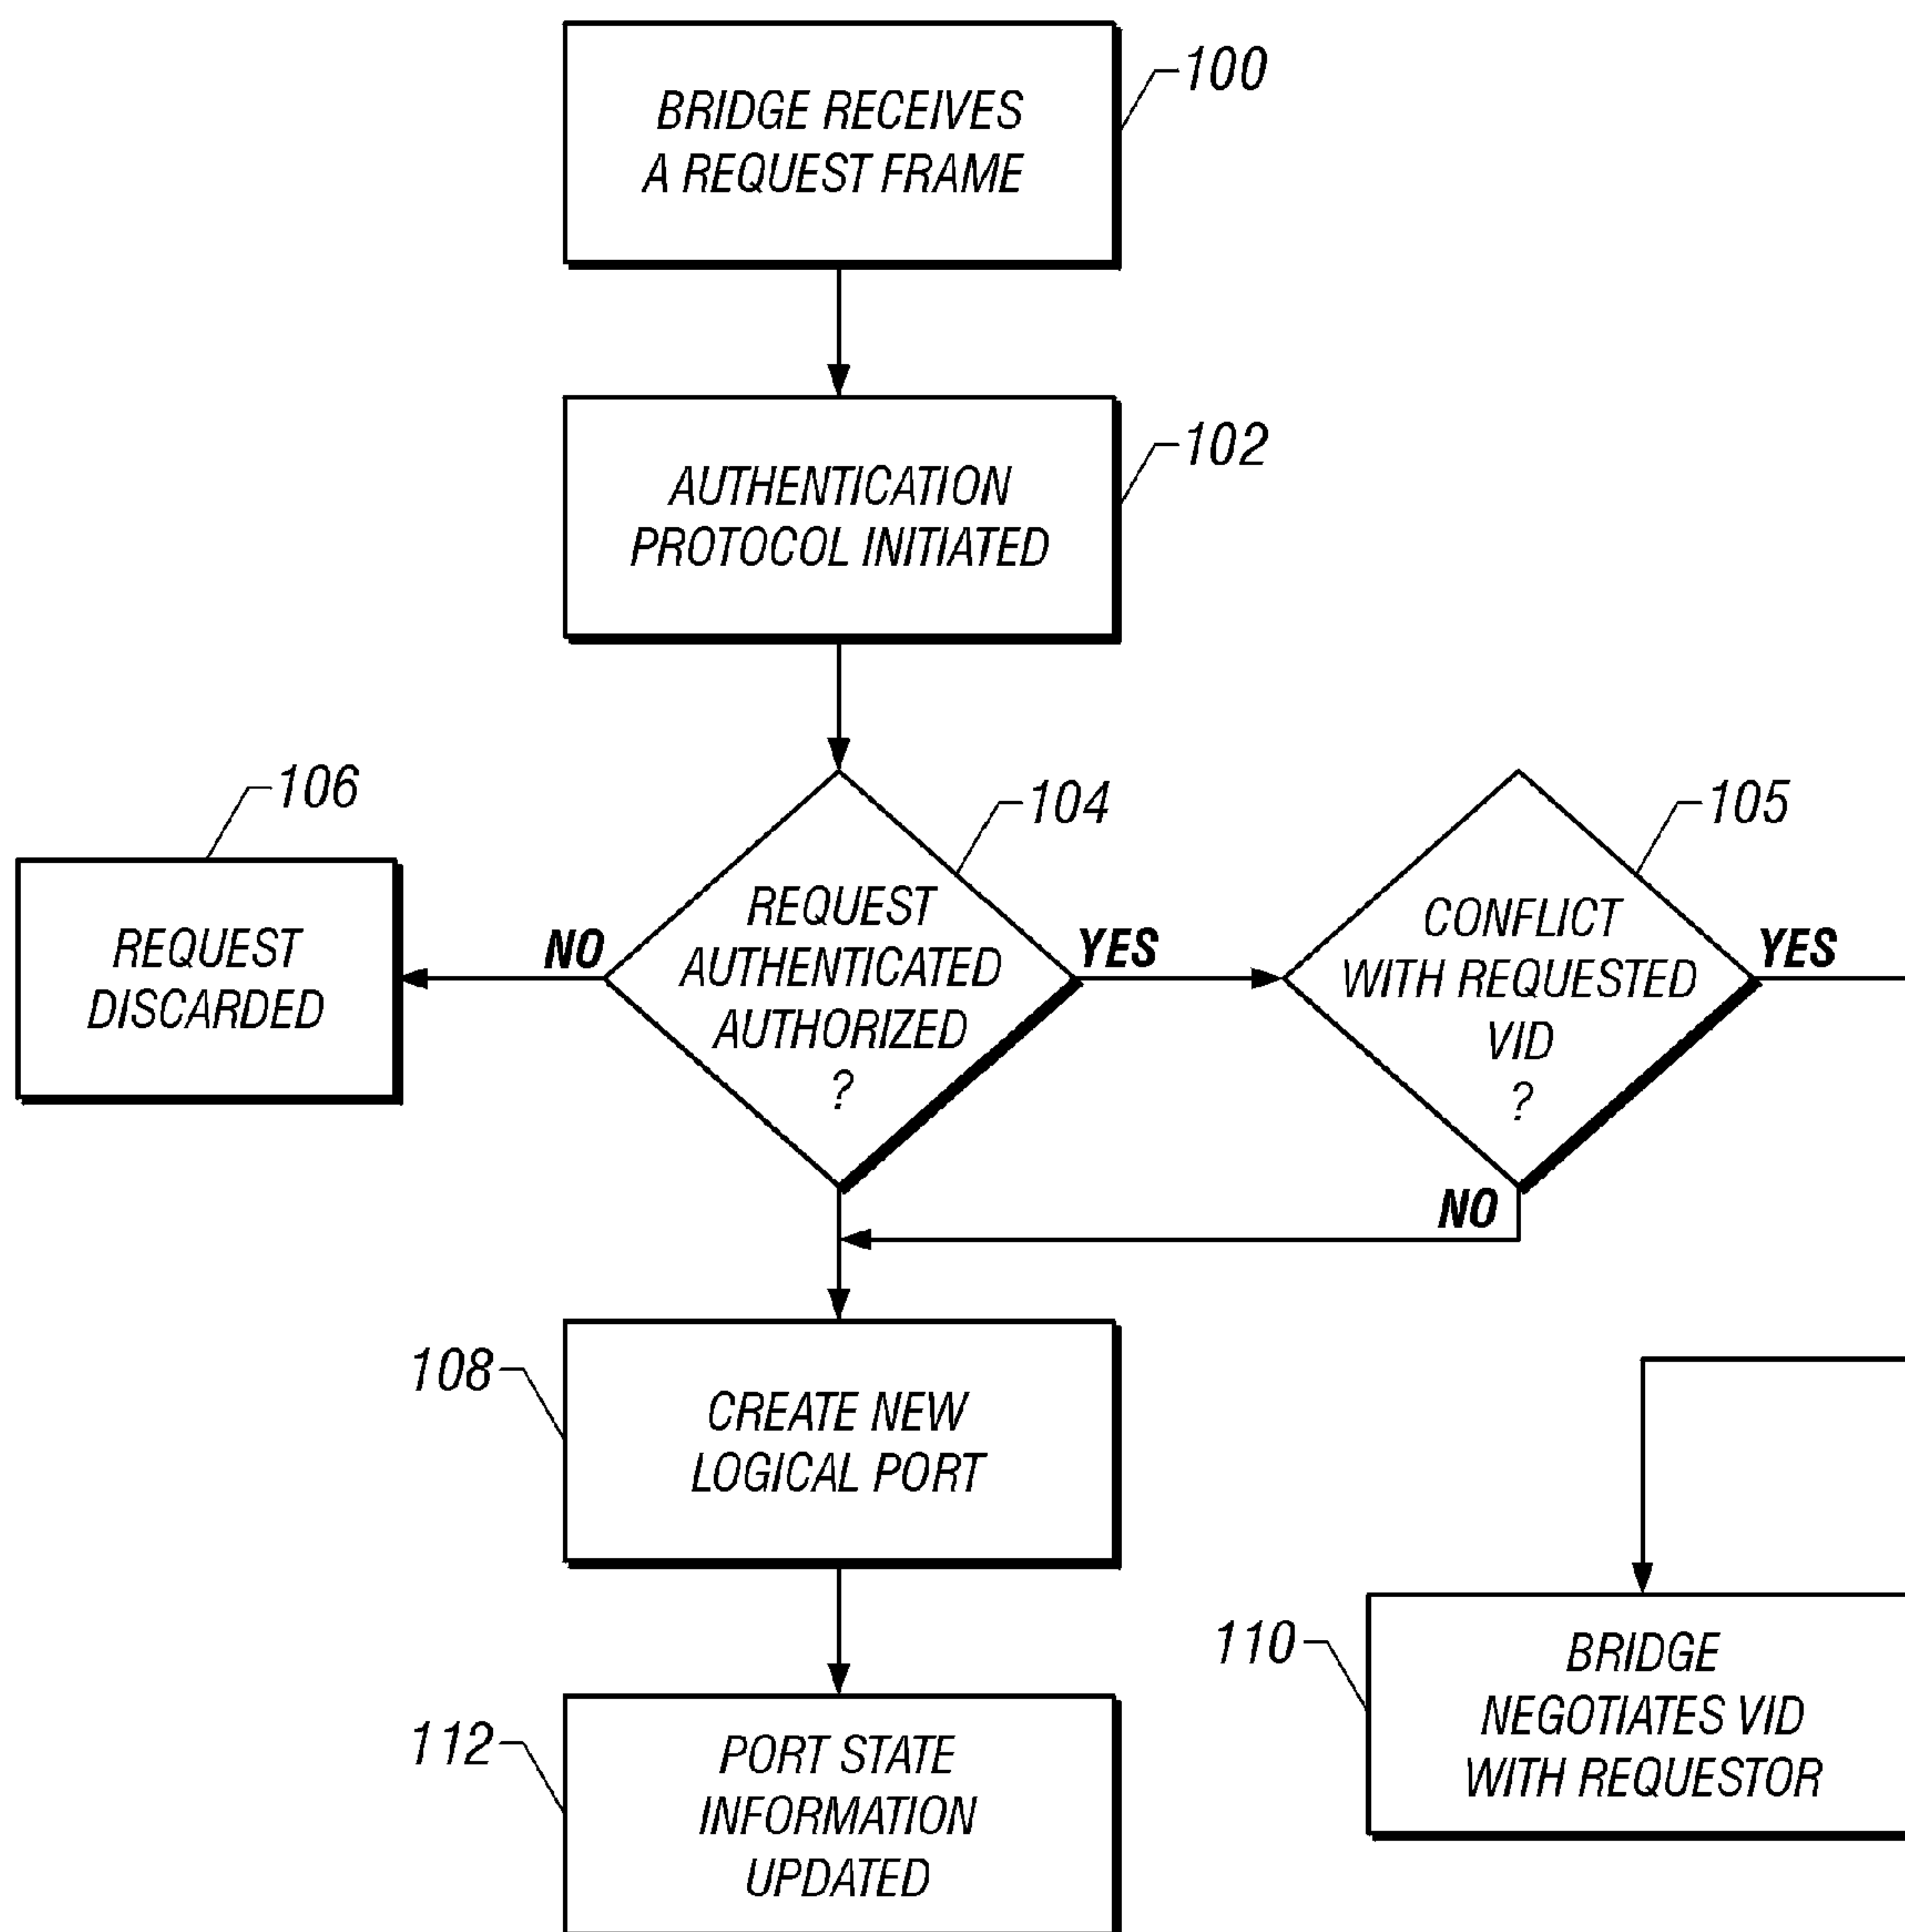 BRIDGE RECEIVES
A REQUEST FRAME
100
AUTHENTICATION
PROTOCOL INITIATED
102
106
REQUEST
DISCARDED
NO
104
REQUEST
AUTHENTICATED
AUTHORIZED
?
YES
105
CONFLICT
WITH REQUESTED
VID
?
YES
NO
108
CREATE NEW
LOGICAL PORT
110
BRIDGE
NEGOTIATES VID
WITH REQUESTOR
112
PORT STATE
INFORMATION
UPDATED